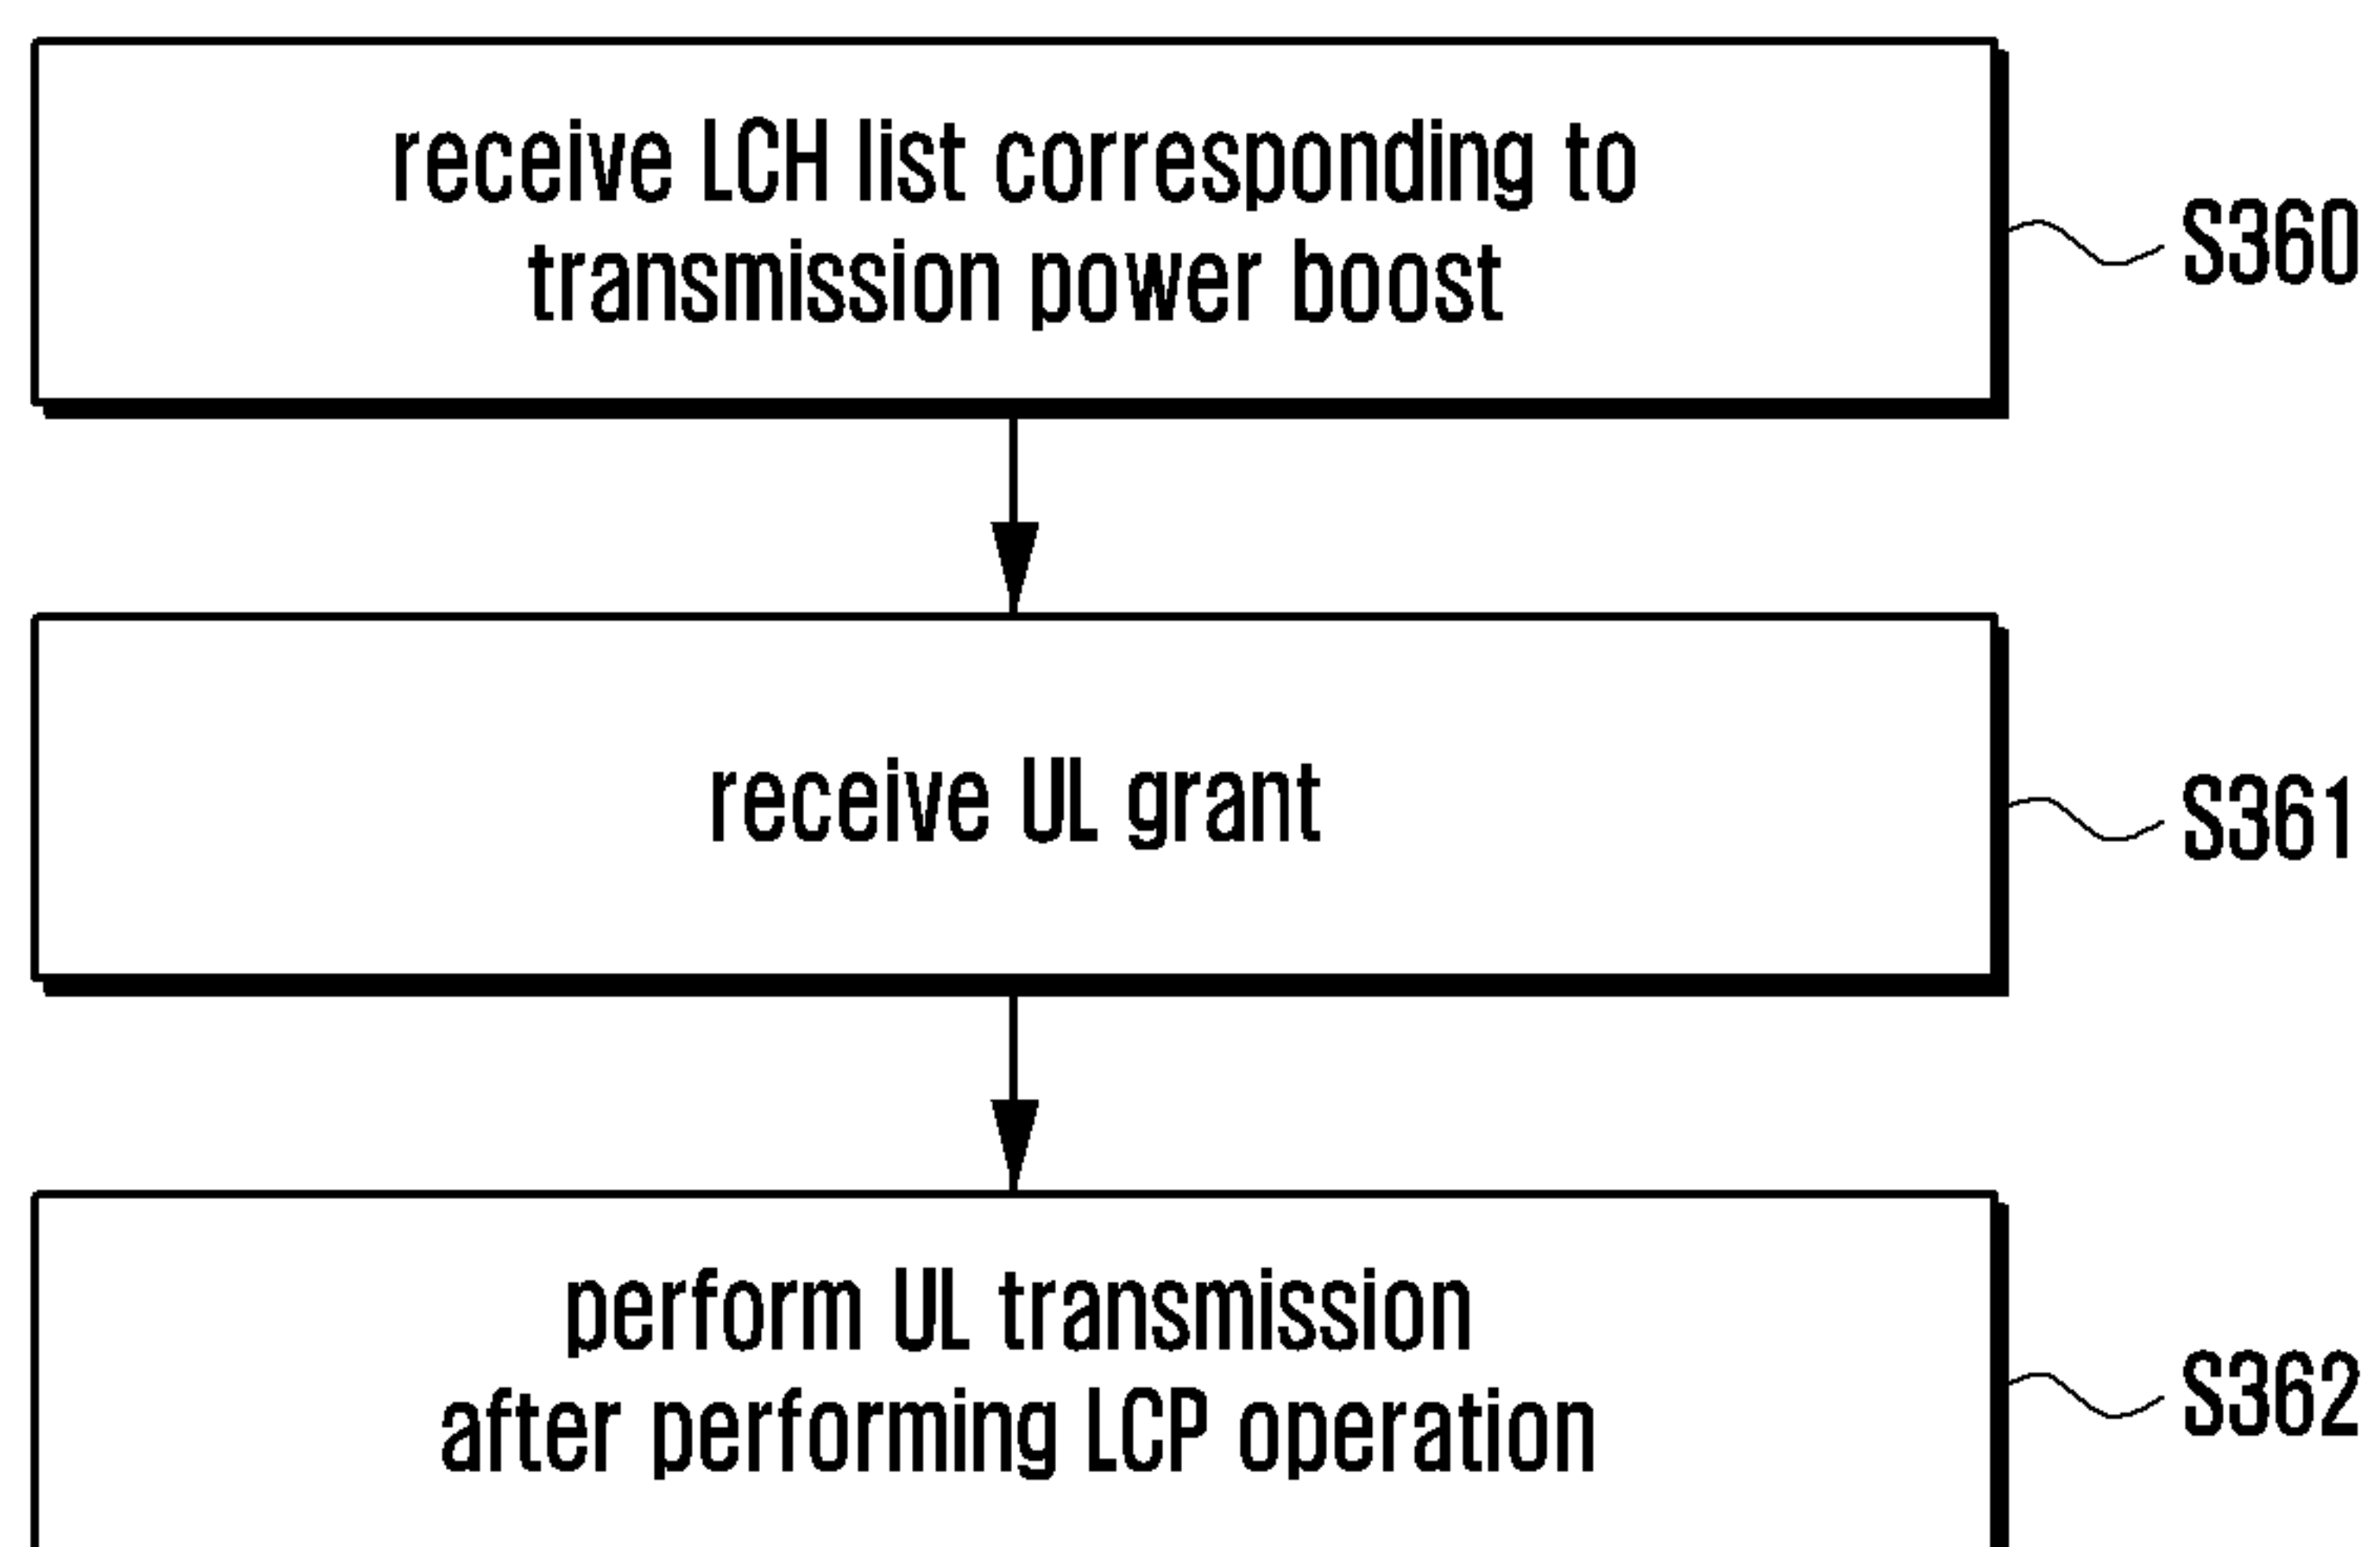 receive LCH list corresponding to
transmission power boost
S360
receive UL grant
S361
perform UL transmission
after performing LCP operation
S362